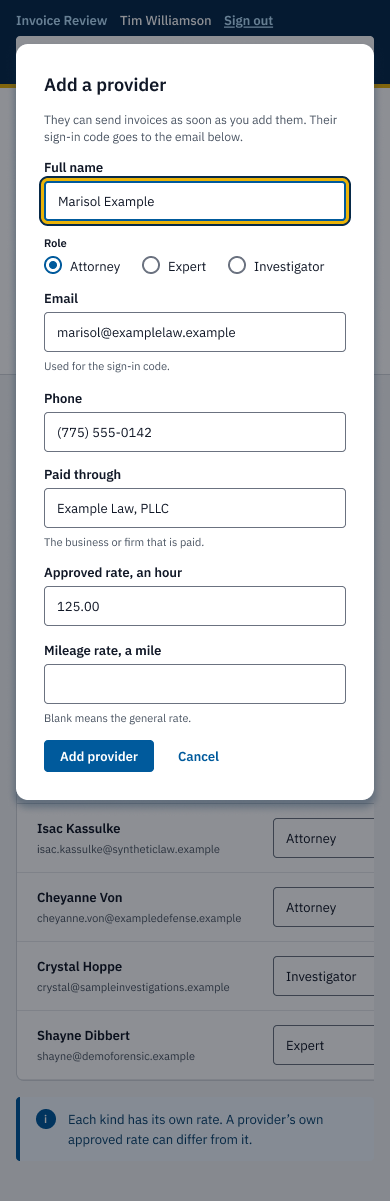 Invoice Review Tim Williamson Sign out
Add a provider
They can send invoices as soon as you add them. Their
sign-in code goes to the email below.
Full name
Marisol Example
Role
Attorney Expert Investigator
Email
marisol@examplelaw.example
Used for the sign-in code.
Phone
(775) 555-0142
Paid through
Example Law, PLLC
The business or firm that is paid.
Approved rate, an hour
125.00
Mileage rate, a mile
Blank means the general rate.
Add provider Cancel
Isac Kassulke
isac.kassulke@syntheticlaw.example
Attorney
Cheyanne Von
cheyanne.von@exampledefense.example
Attorney
Crystal Hoppe
crystal@sampleinvestigations.example
Investigator
Shayne Dibbert
shayne@demoforensic.example
Expert
i
Each kind has its own rate. A provider’s own
approved rate can differ from it.